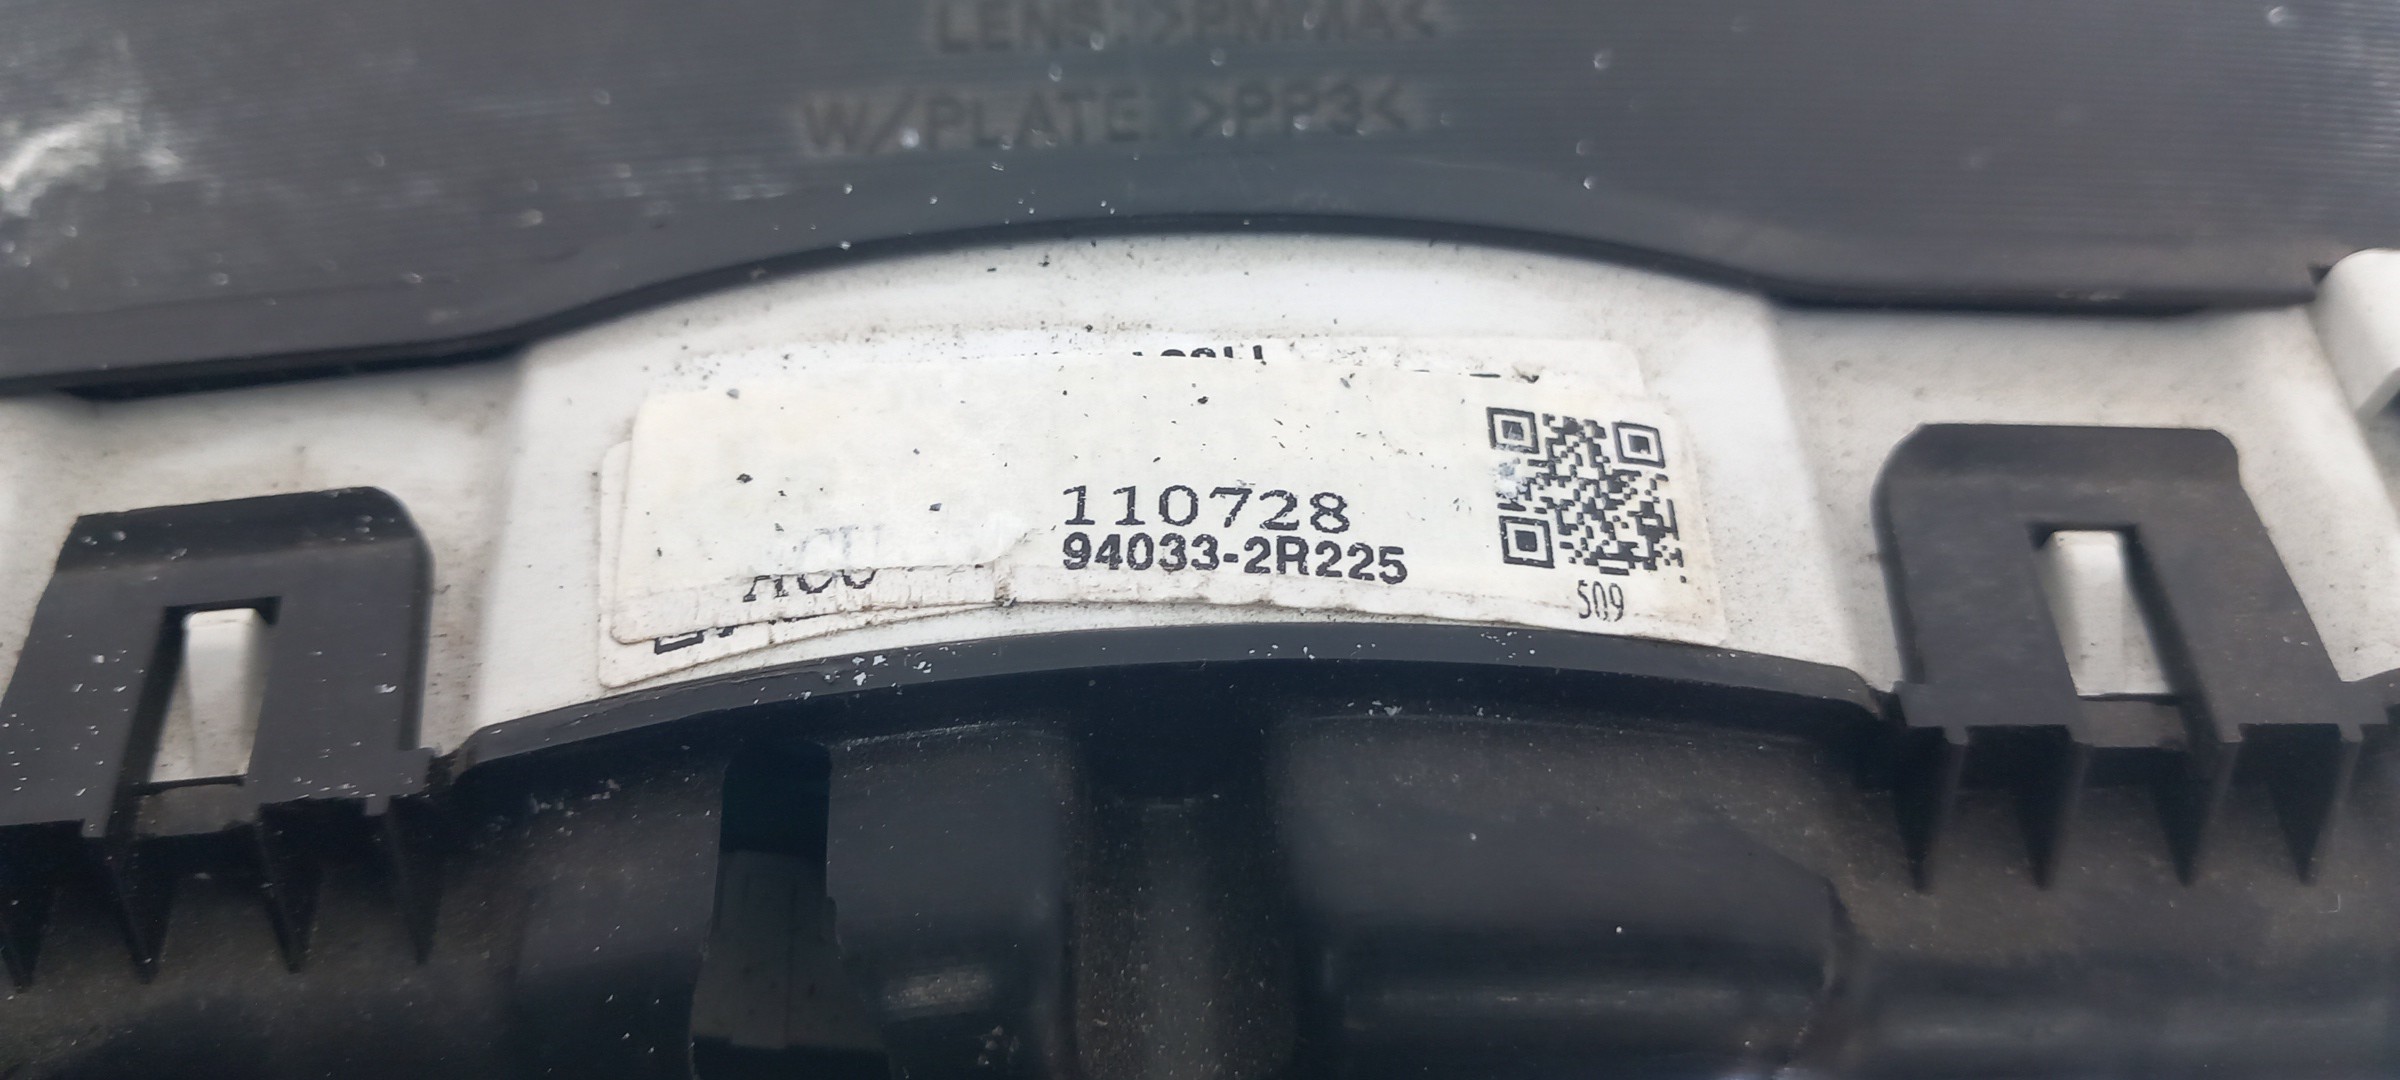 LENS >PMMA<
W/PLATE >PP3<
110728
94033-2R225
509